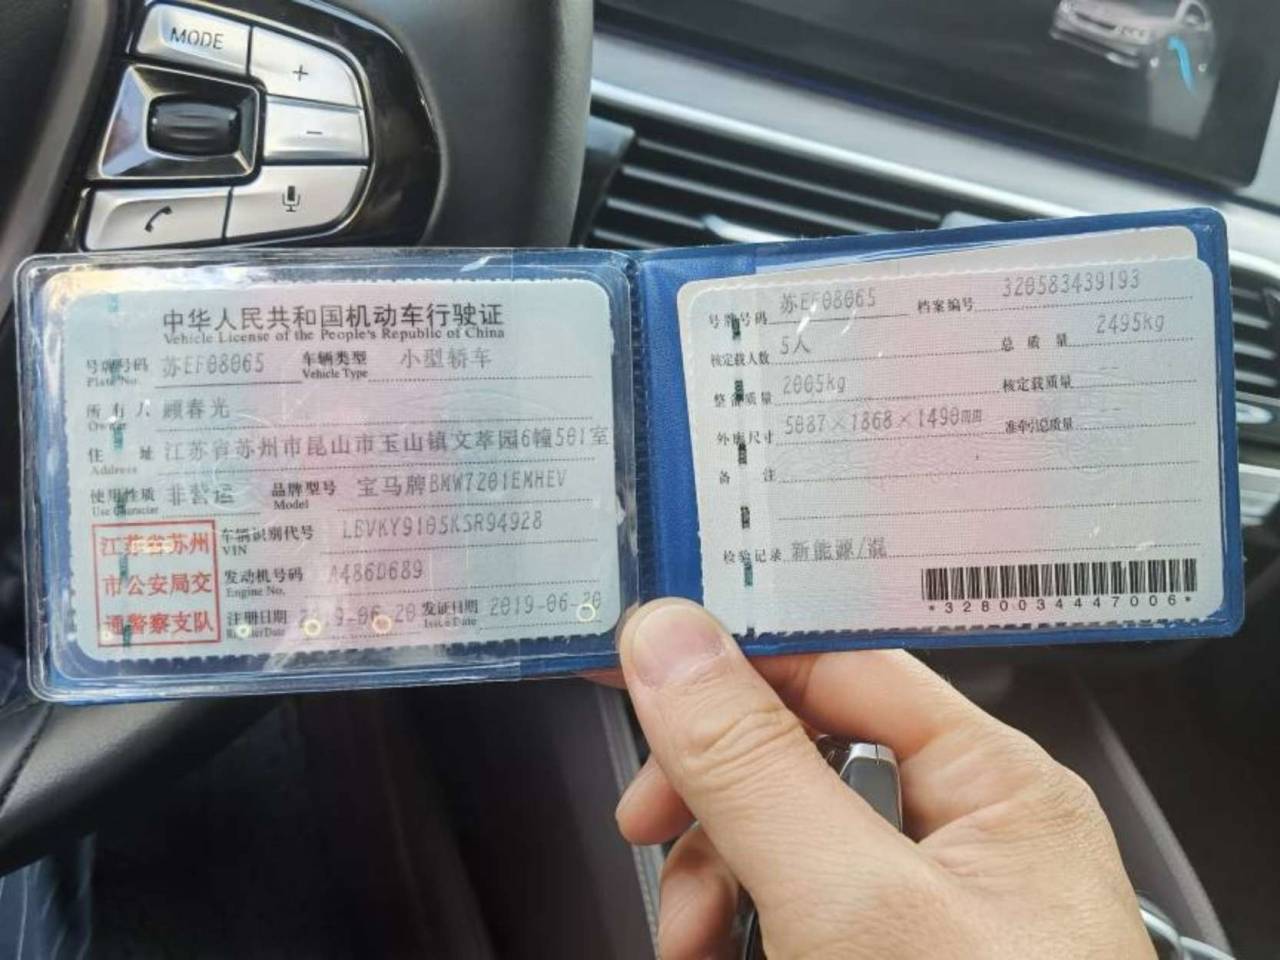 MODE
中华人民共和国机动车行驶证
Vehicle License of the People's Republic of China
号牌号码 苏EF08065 车辆类型 小型轿车
Plate No. Vehicle Type
所有人 顾春光
Owner
住址 江苏省苏州市昆山市玉山镇文萃园6幢501室
Address
使用性质 非营运 品牌型号 宝马牌BMW7201EMHEV
Use Character Model
江苏省苏州
市公安局交
通警察支队
车辆识别代号 LBVKY9105KSR94928
VIN
发动机号码 A4860689
Engine No.
注册日期 2019-06-20 发证日期 2019-06-20
Register Date Issue Date
号牌号码 苏EF08065 档案编号 320583439193
核定载人数 5人 总质量 2495kg
整备质量 2005kg 核定载质量
外廓尺寸 5087×1868×1490mm 准牵引总质量
备注
检验记录 新能源/混
*3280034447006*